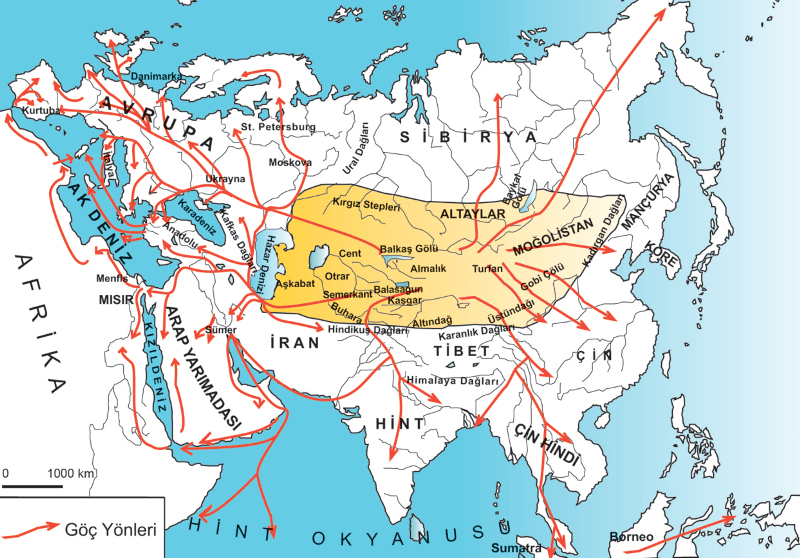 Danimarka
AVRUPA
Kurtuba
St. Petersburg
Moskova
Ural Dağları
SİBİRYA
İtalya
Ukrayna
AKDENİZ
Karadeniz
Anadolu
Kafkas Dağları
Hazar Denizi
Kırgız Stepleri
ALTAYLAR
Baykal
Gölü
MOĞOLİSTAN
Kadırgan Dağları
MANÇURYA
KORE
Cent
Balkaş Gölü
Otrar
Almalık
Turfan
Gobi Çölü
Aşkabat
Semerkant
Balasagun
Kaşgar
Buhara
Altındağ
Üstündağı
Hindikuş Dağları
Karanlık Dağları
AFRİKA
Menfis
MISIR
KIZILDENİZ
ARAP YARIMADASI
Sümer
İRAN
TİBET
ÇİN
Himalaya Dağları
HİNT
ÇİN HİNDİ
0 1000 km
Göç Yönleri
HİNT OKYANUS
Sumatra
Borneo